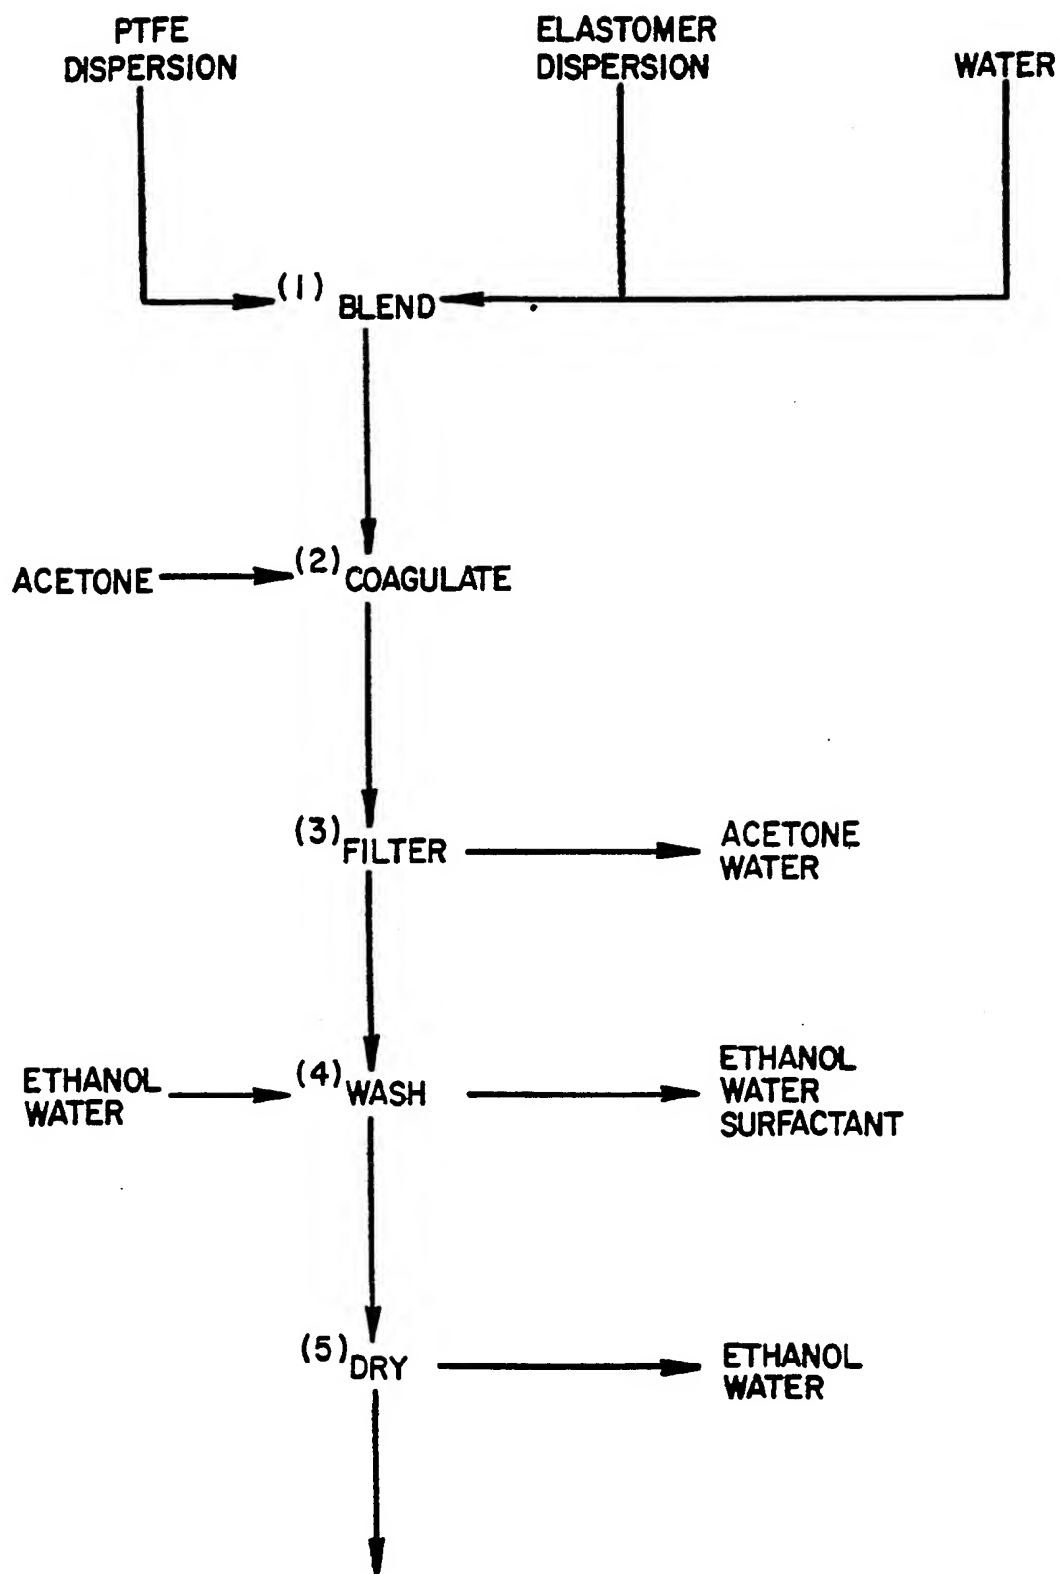 PTFE
DISPERSION
ELASTOMER
DISPERSION
WATER
(1) BLEND
ACETONE
(2) COAGULATE
(3) FILTER
ACETONE
WATER
ETHANOL
WATER
(4) WASH
ETHANOL
WATER
SURFACTANT
(5) DRY
ETHANOL
WATER